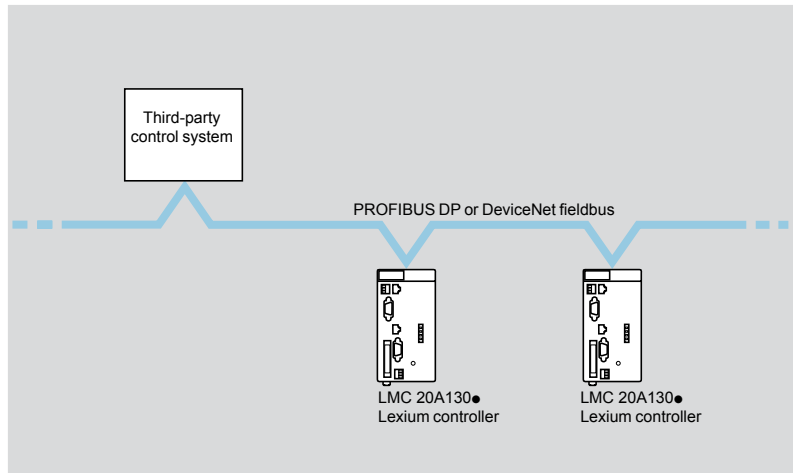 Third-party
control system
PROFIBUS DP or DeviceNet fieldbus
LMC 20A130●
Lexium controller
LMC 20A130●
Lexium controller